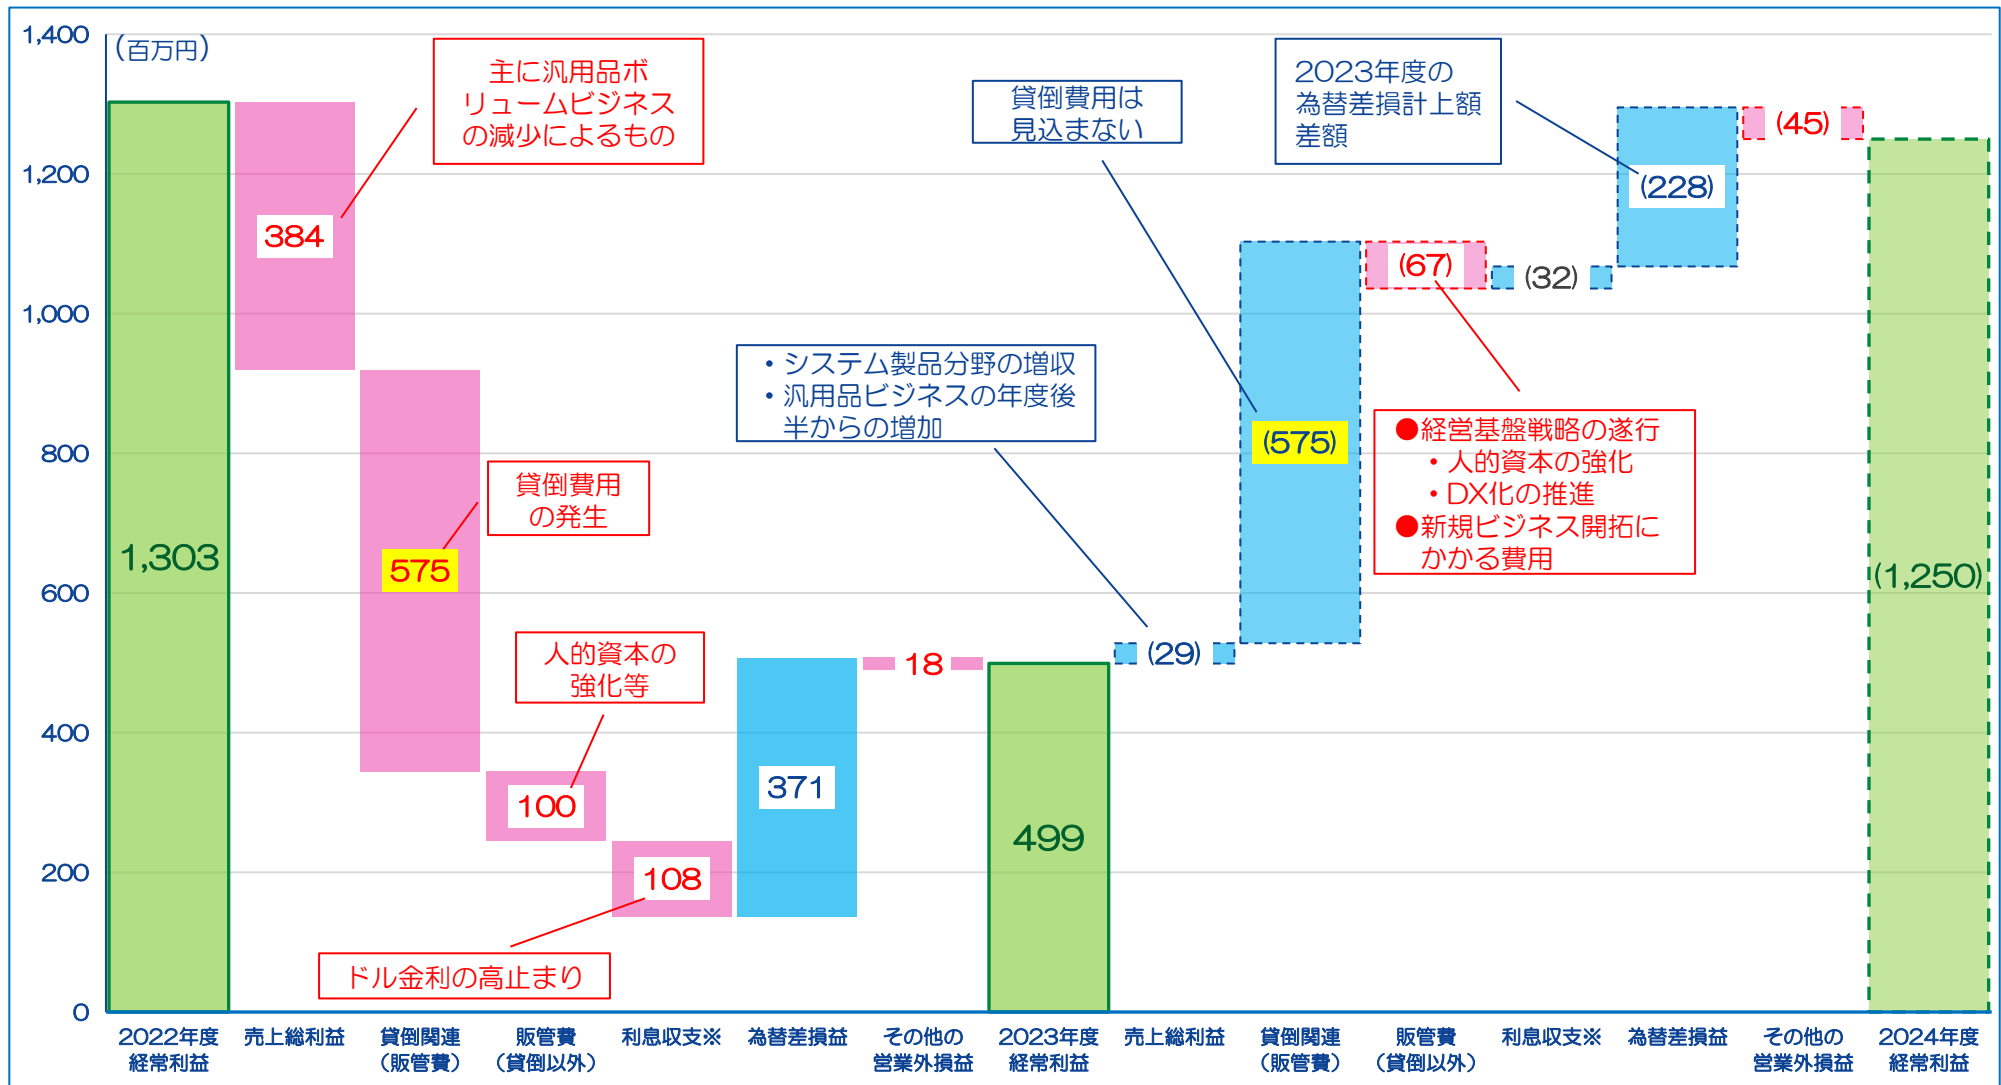 1,400
(百万円)
1,200
1,000
800
600
400
200
0
主に汎用品ボ
リュームビジネス
の減少によるもの
384
1,303
貸倒費用
の発生
575
人的資本の
強化等
100
108
ドル金利の高止まり
371
18
499
・システム製品分野の増収
・汎用品ビジネスの年度後
半からの増加
(29)
貸倒費用は
見込まない
(575)
2023年度の
為替差損計上額
差額
(67)
●経営基盤戦略の遂行
・人的資本の強化
・DX化の推進
●新規ビジネス開拓に
かかる費用
(32)
(228)
(45)
(1,250)
2022年度
経常利益
売上総利益
貸倒関連
(販管費)
販管費
(貸倒以外)
利息収支※
為替差損益
その他の
営業外損益
2023年度
経常利益
売上総利益
貸倒関連
(販管費)
販管費
(貸倒以外)
利息収支※
為替差損益
その他の
営業外損益
2024年度
経常利益